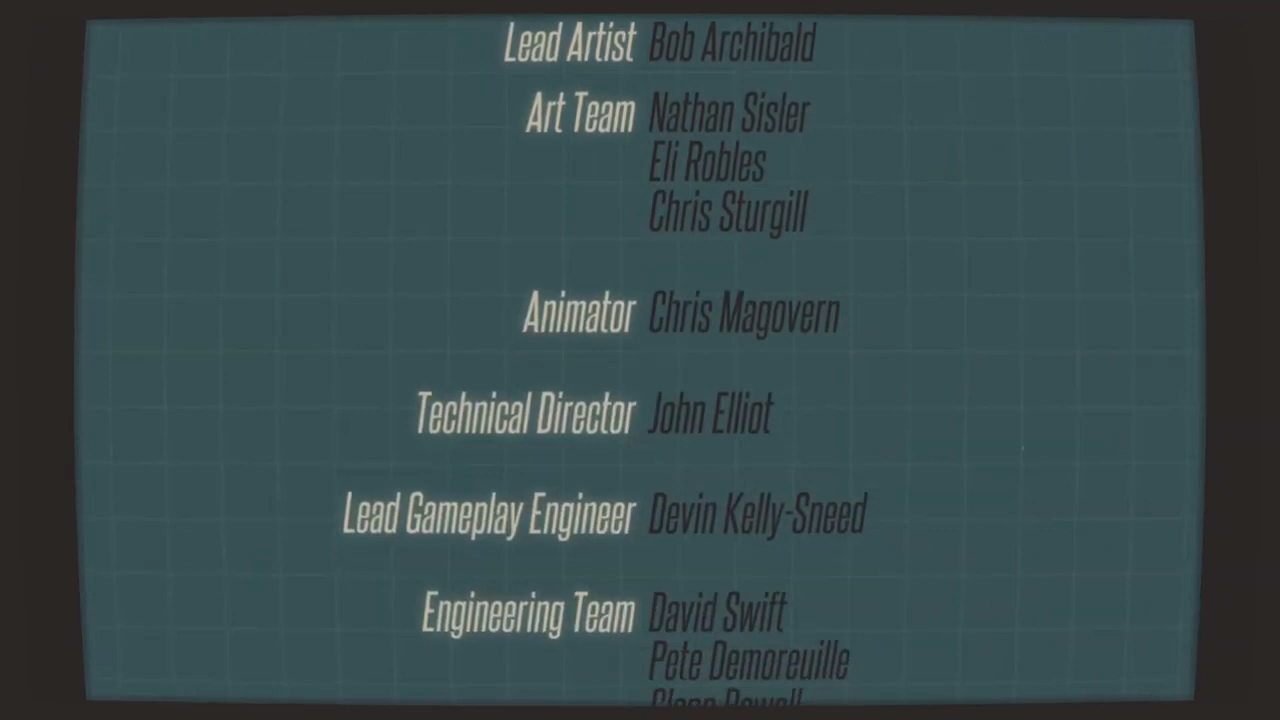 Lead Artist Bob Archibald
Art Team Nathan Sisler
Eli Robles
Chris Sturgill
Animator Chris Magovern
Technical Director John Elliot
Lead Gameplay Engineer Devin Kelly-Sneed
Engineering Team David Swift
Pete Demoreuille